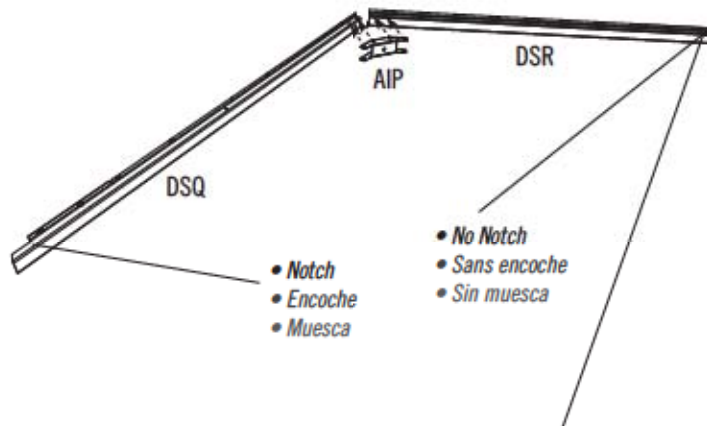 DSR
AIP
DSQ
• No Notch
• Sans encoche
• Sin muesca
• Notch
• Encoche
• Muesca